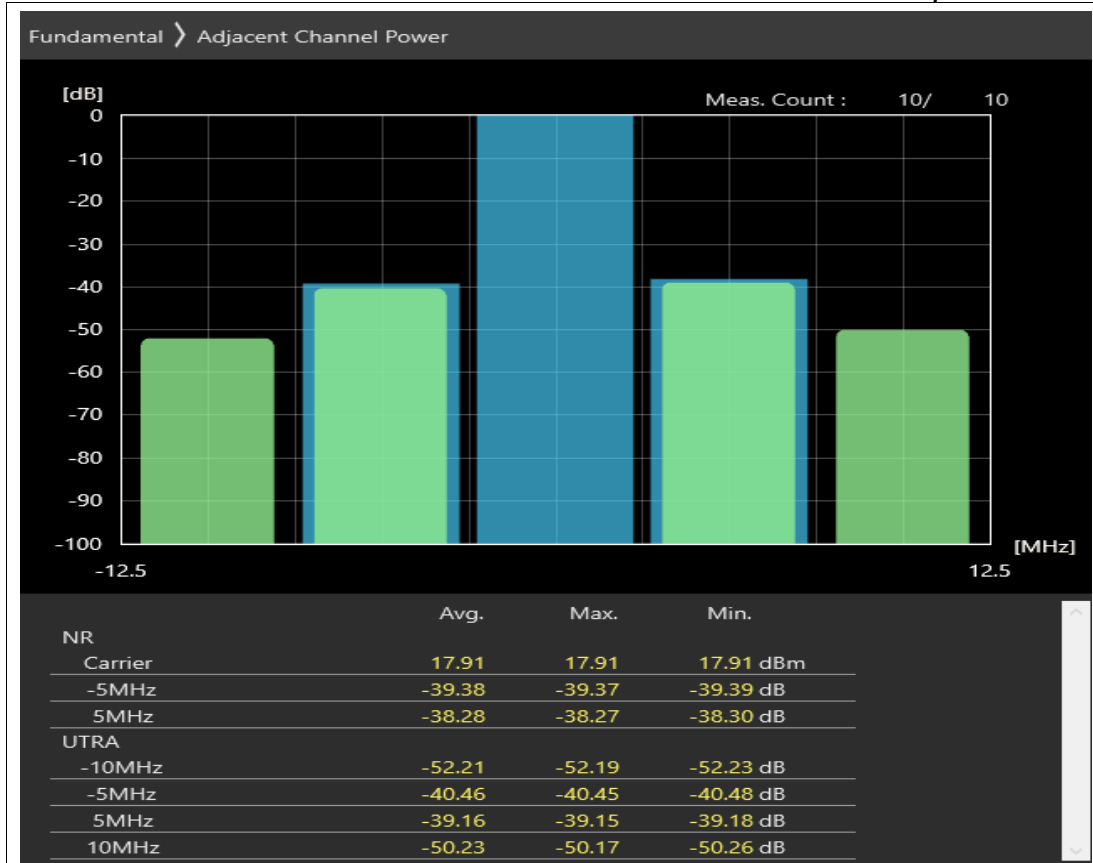 Fundamental ❯ Adjacent Channel Power
[dB]
Meas. Count : 10/ 10
0
-10
-20
-30
-40
-50
-60
-70
-80
-90
-100
[MHz]
-12.5 12.5
Avg. Max. Min.
NR
Carrier 17.91 17.91 17.91 dBm
-5MHz -39.38 -39.37 -39.39 dB
5MHz -38.28 -38.27 -38.30 dB
UTRA
-10MHz -52.21 -52.19 -52.23 dB
-5MHz -40.46 -40.45 -40.48 dB
5MHz -39.16 -39.15 -39.18 dB
10MHz -50.23 -50.17 -50.26 dB